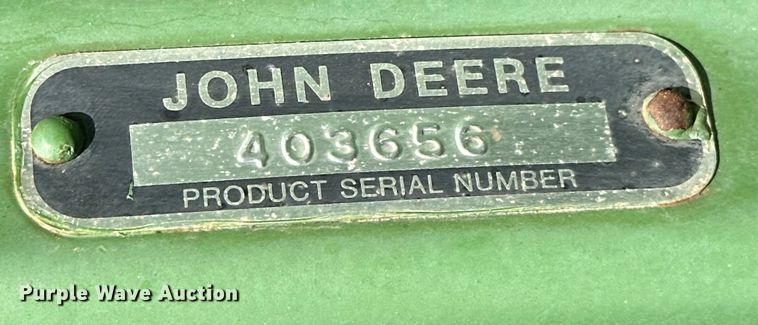 JOHN DEERE
403656
PRODUCT SERIAL NUMBER
Purple Wave Auction